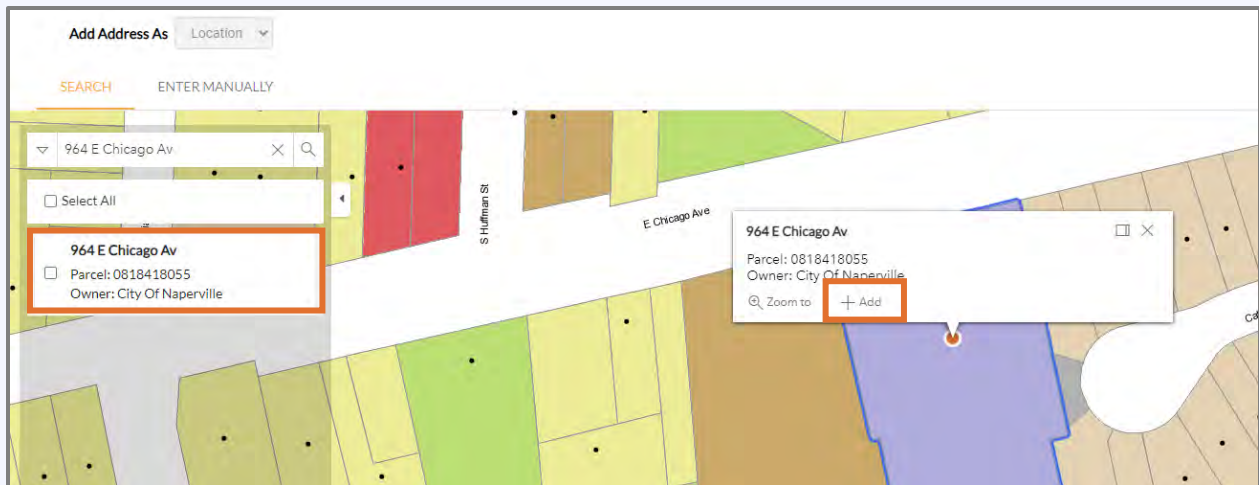 Add Address As Location
SEARCH ENTER MANUALLY
964 E Chicago Av
Select All
964 E Chicago Av
Parcel: 0818418055
Owner: City Of Naperville
S Huffman St
E Chicago Ave
964 E Chicago Av
Parcel: 0818418055
Owner: City Of Naperville
Zoom to + Add